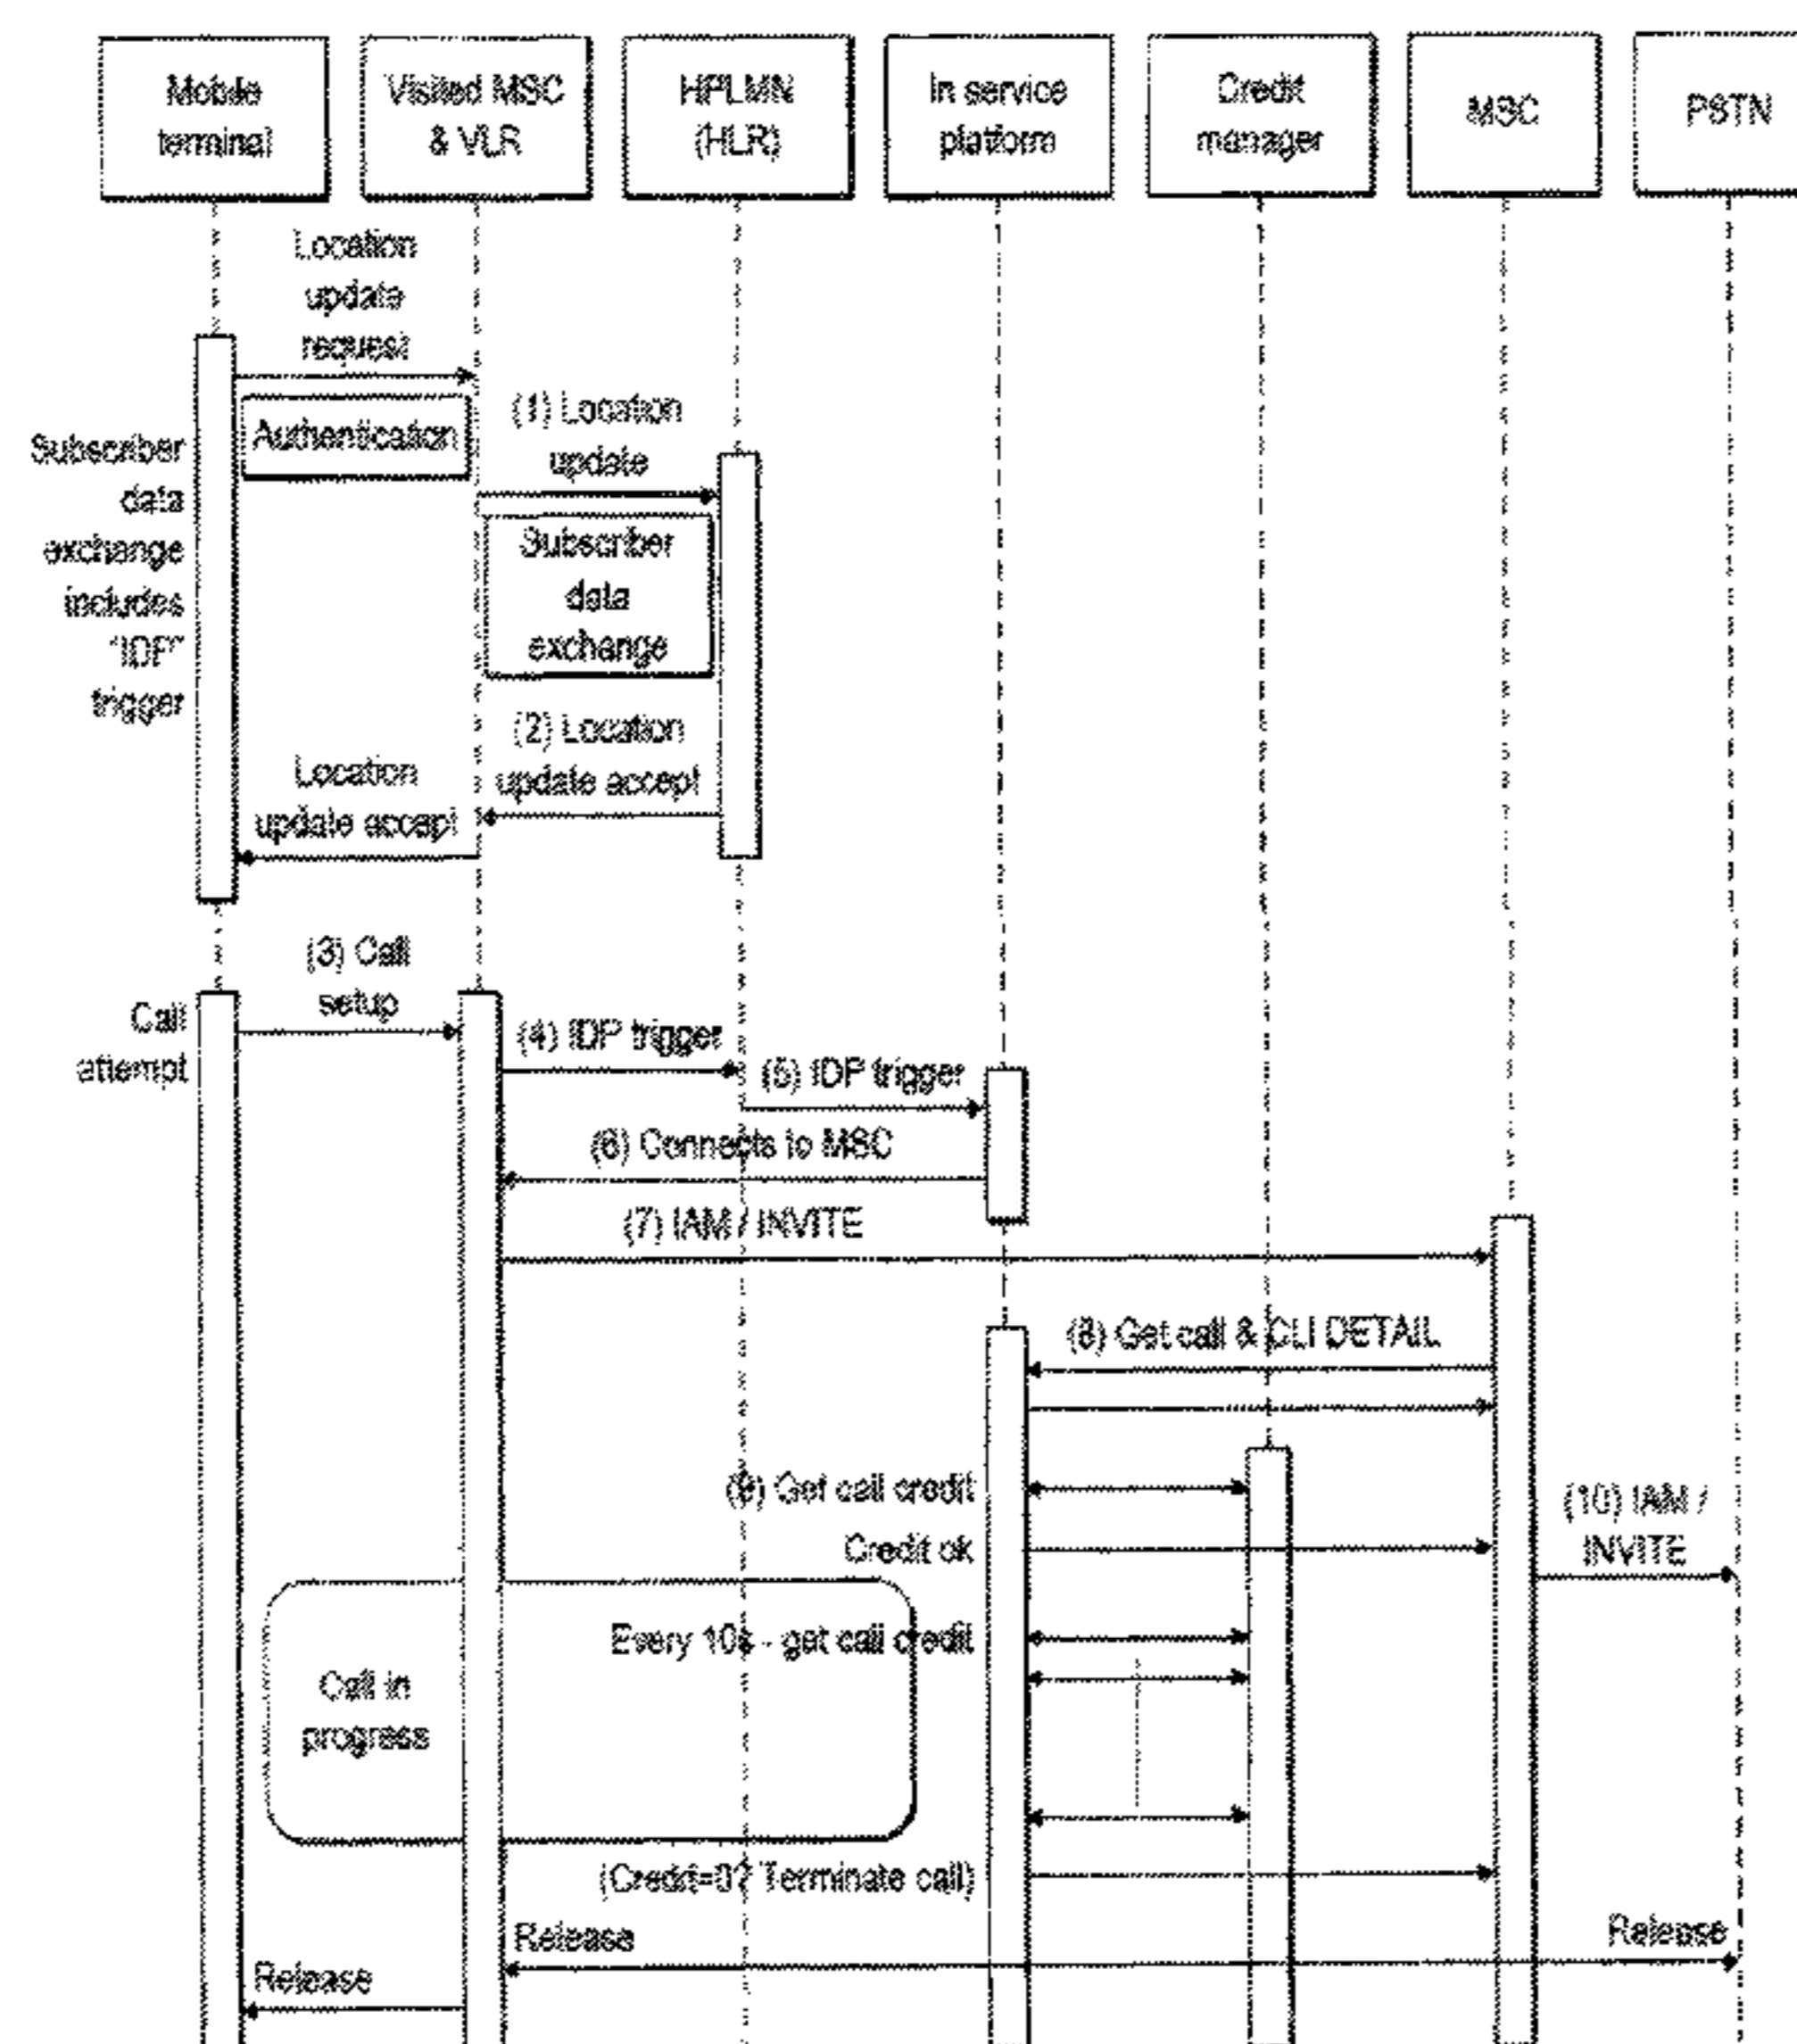 Mobile
terminal
Visited MSC
& VLR
HPLMN
(HLR)
In service
platform
Credit
manager
MSC
PSTN
Location
update
request
Authentication
(1) Location
update
Subscriber
data
exchange
includes
"IDP"
trigger
Subscriber
data
exchange
(2) Location
update accept
Location
update accept
(3) Call
setup
Call
attempt
(4) IDP trigger
(5) IDP trigger
(6) Connects to MSC
(7) IAM / INVITE
(8) Get call & CLI DETAIL
(9) Get call credit
(10) IAM /
INVITE
Credit ok
Every 10s - get call credit
Call in
progress
(Credit=0? Terminate call)
Release
Release
Release